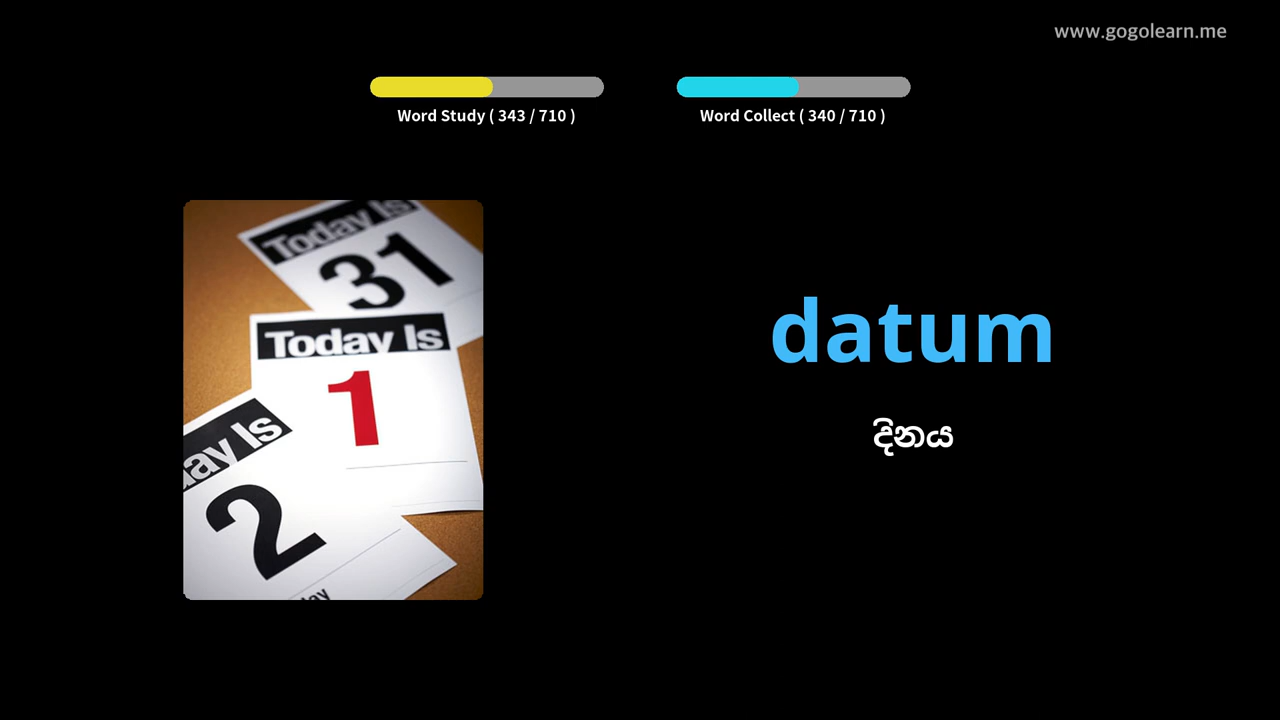 www.gogolearn.me
Word Study ( 343 / 710 )
Word Collect ( 340 / 710 )
Today Is
31
Today Is
1
ay Is
2
day
datum
දිනය